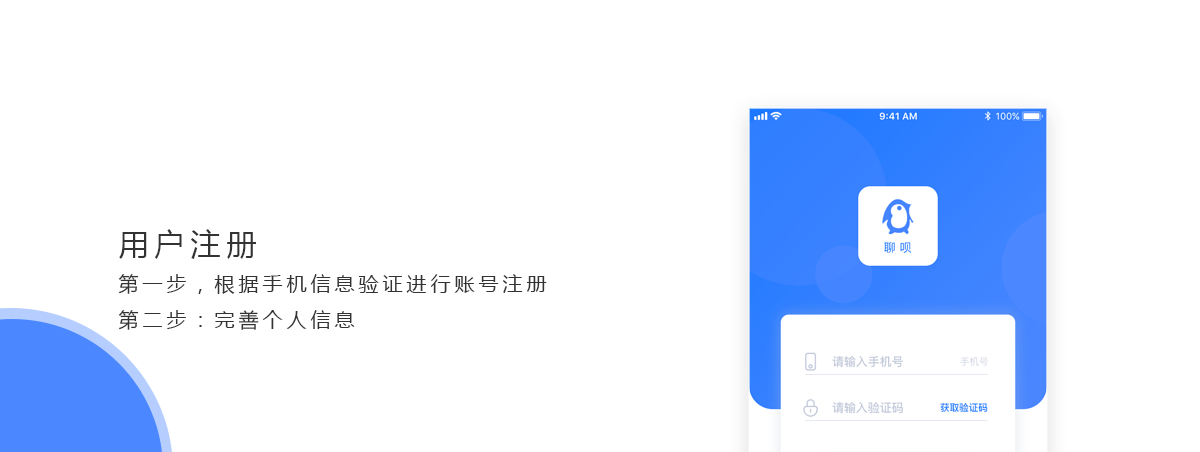 用户注册
第一步，根据手机信息验证进行账号注册
第二步：完善个人信息
9:41 AM
100%
聊呗
请输入手机号 手机号
请输入验证码 获取验证码